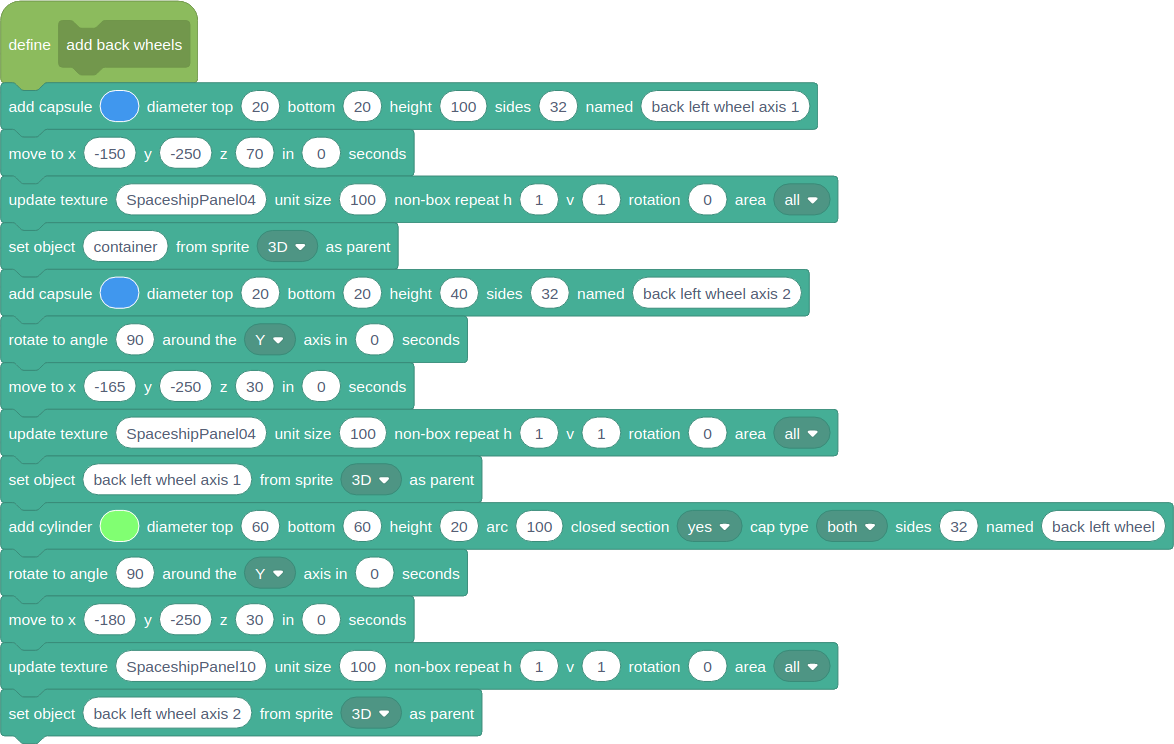 define add back wheels
add capsule diameter top 20 bottom 20 height 100 sides 32 named back left wheel axis 1
move to x -150 y -250 z 70 in 0 seconds
update texture SpaceshipPanel04 unit size 100 non-box repeat h 1 v 1 rotation 0 area all
set object container from sprite 3D as parent
add capsule diameter top 20 bottom 20 height 40 sides 32 named back left wheel axis 2
rotate to angle 90 around the Y axis in 0 seconds
move to x -165 y -250 z 30 in 0 seconds
update texture SpaceshipPanel04 unit size 100 non-box repeat h 1 v 1 rotation 0 area all
set object back left wheel axis 1 from sprite 3D as parent
add cylinder diameter top 60 bottom 60 height 20 arc 100 closed section yes cap type both sides 32 named back left wheel
rotate to angle 90 around the Y axis in 0 seconds
move to x -180 y -250 z 30 in 0 seconds
update texture SpaceshipPanel10 unit size 100 non-box repeat h 1 v 1 rotation 0 area all
set object back left wheel axis 2 from sprite 3D as parent